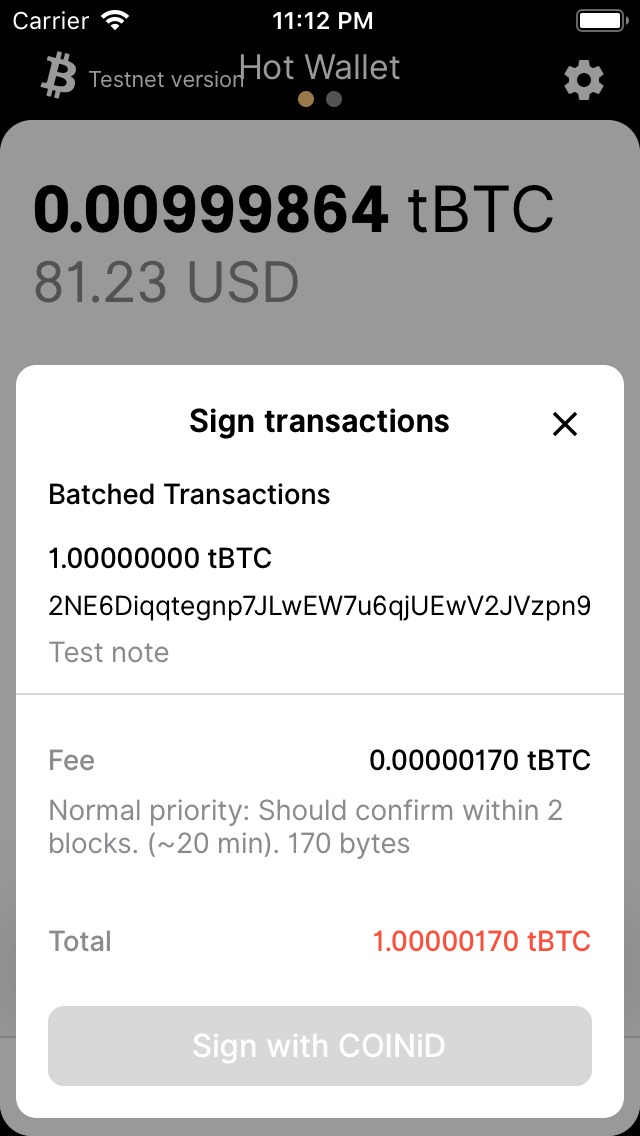 Carrier 11:12 PM
Hot Wallet
Testnet version
0.00999864 tBTC
81.23 USD
Sign transactions
Batched Transactions
1.00000000 tBTC
2NE6Diqqtegnp7JLwEW7u6qjUEwV2JVzpn9
Test note
Fee 0.00000170 tBTC
Normal priority: Should confirm within 2
blocks. (~20 min). 170 bytes
Total 1.00000170 tBTC
Sign with COINiD